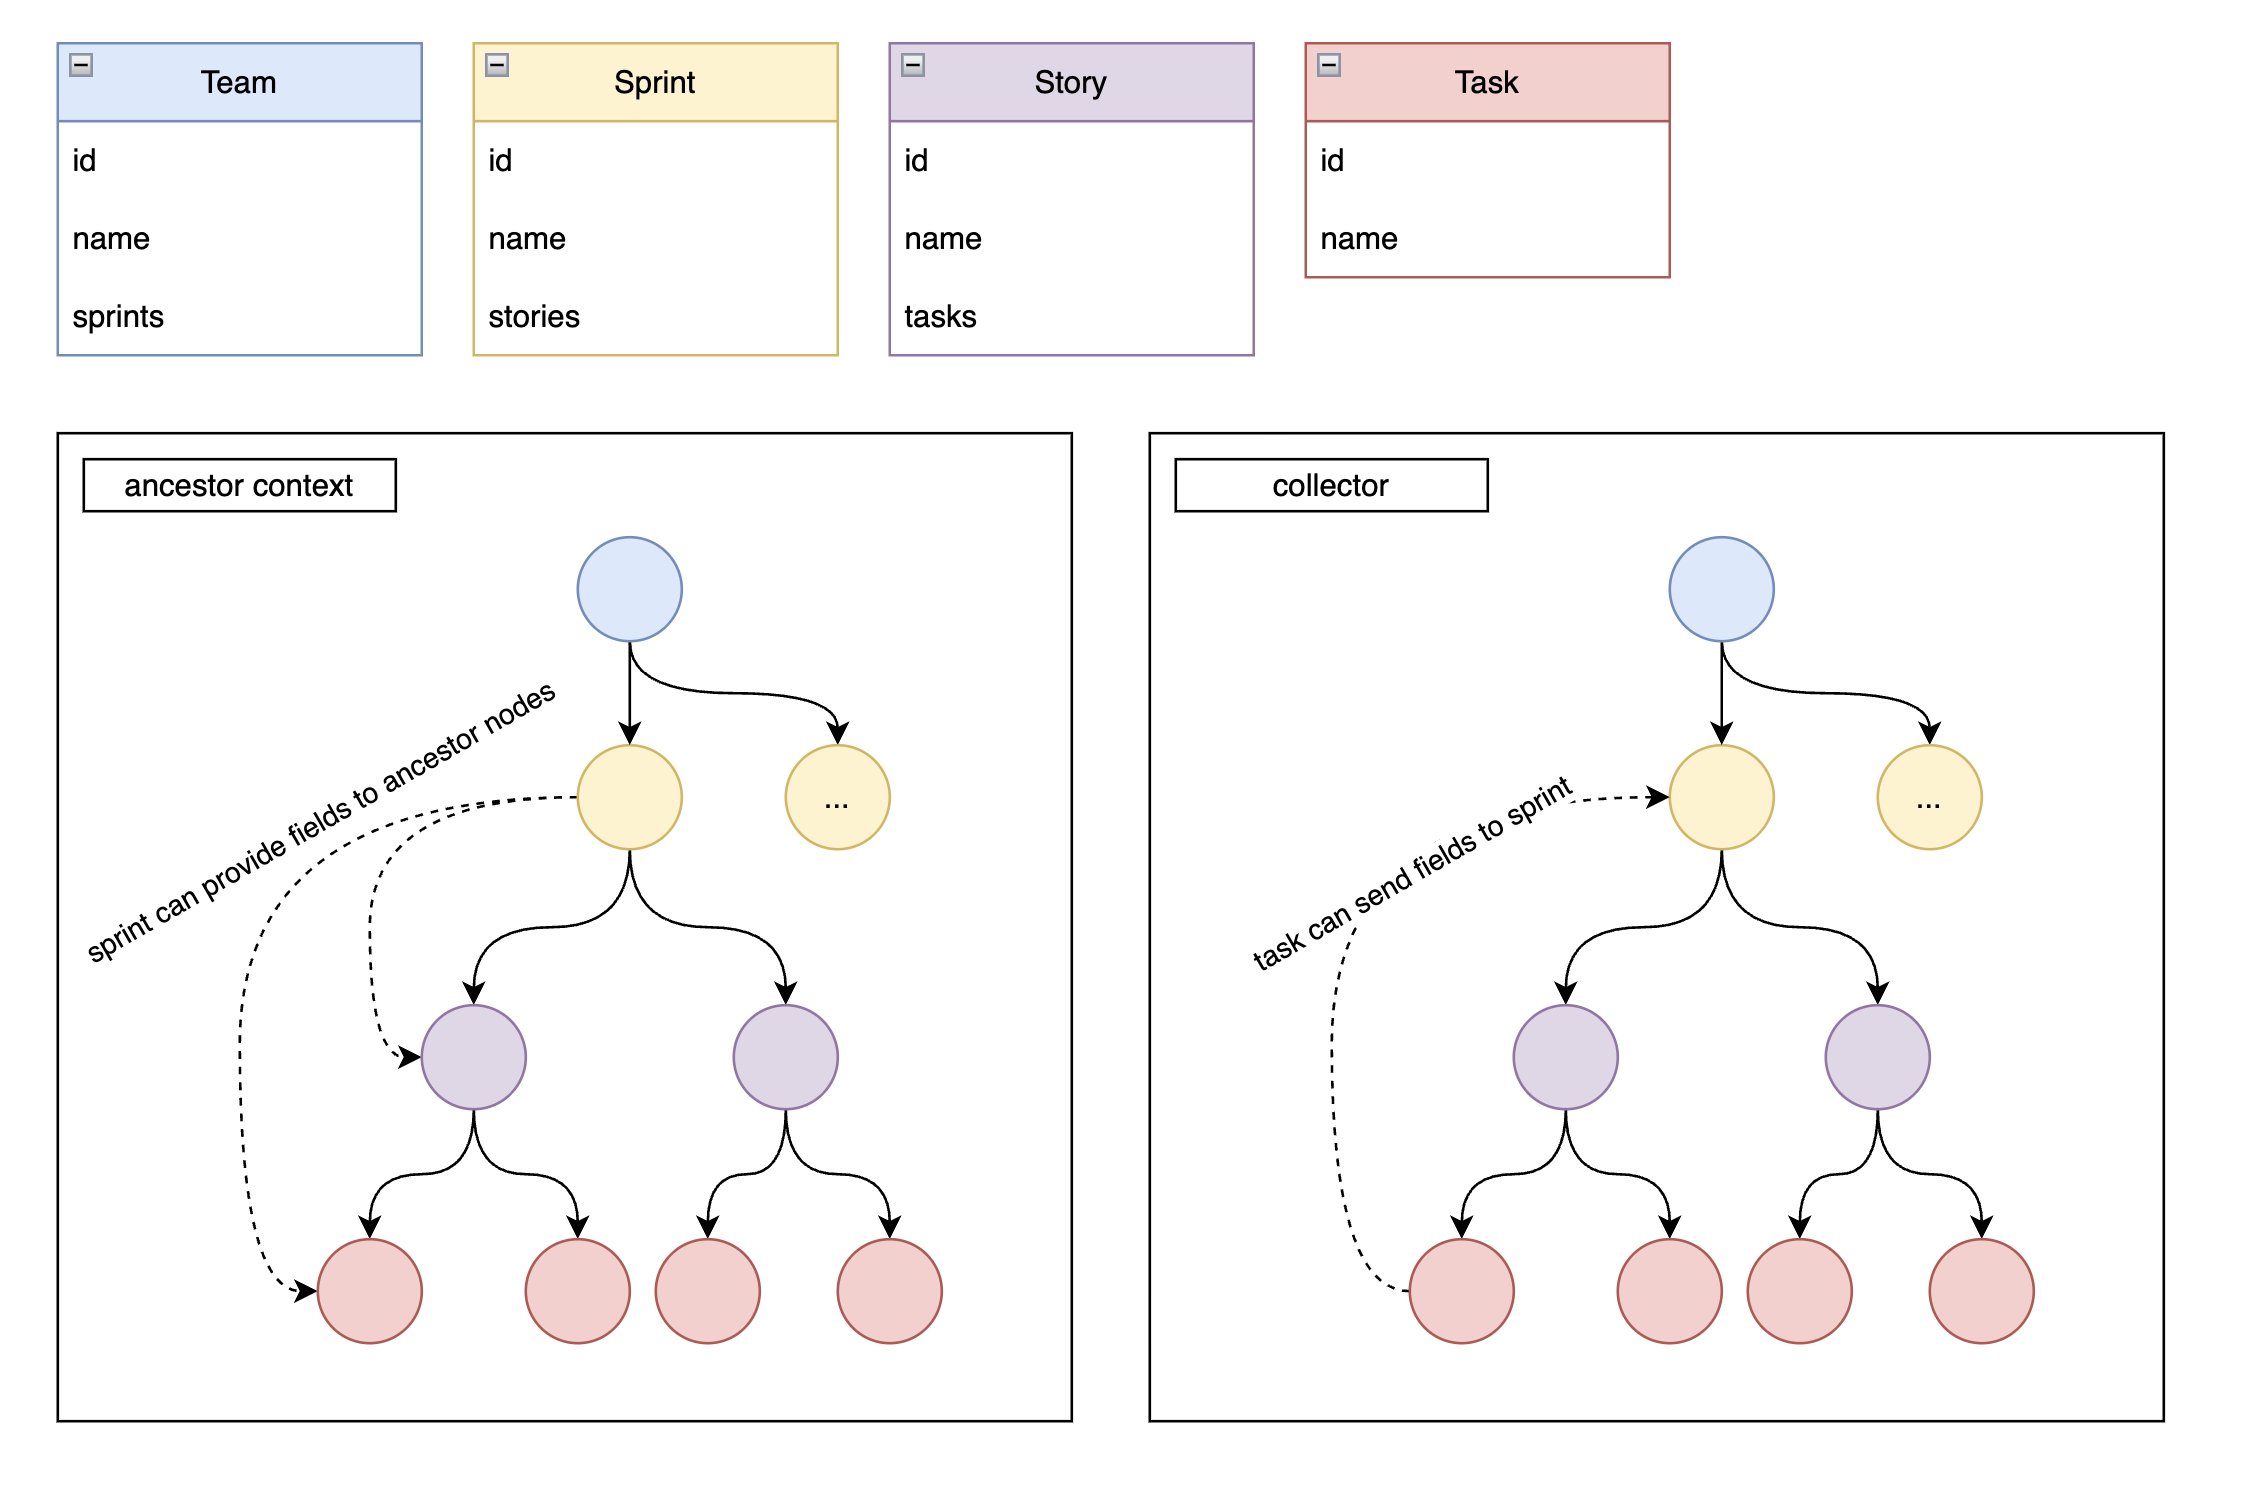 Team
id
name
sprints
Sprint
id
name
stories
Story
id
name
tasks
Task
id
name
ancestor context
sprint can provide fields to ancestor nodes
...
collector
task can send fields to sprint
...